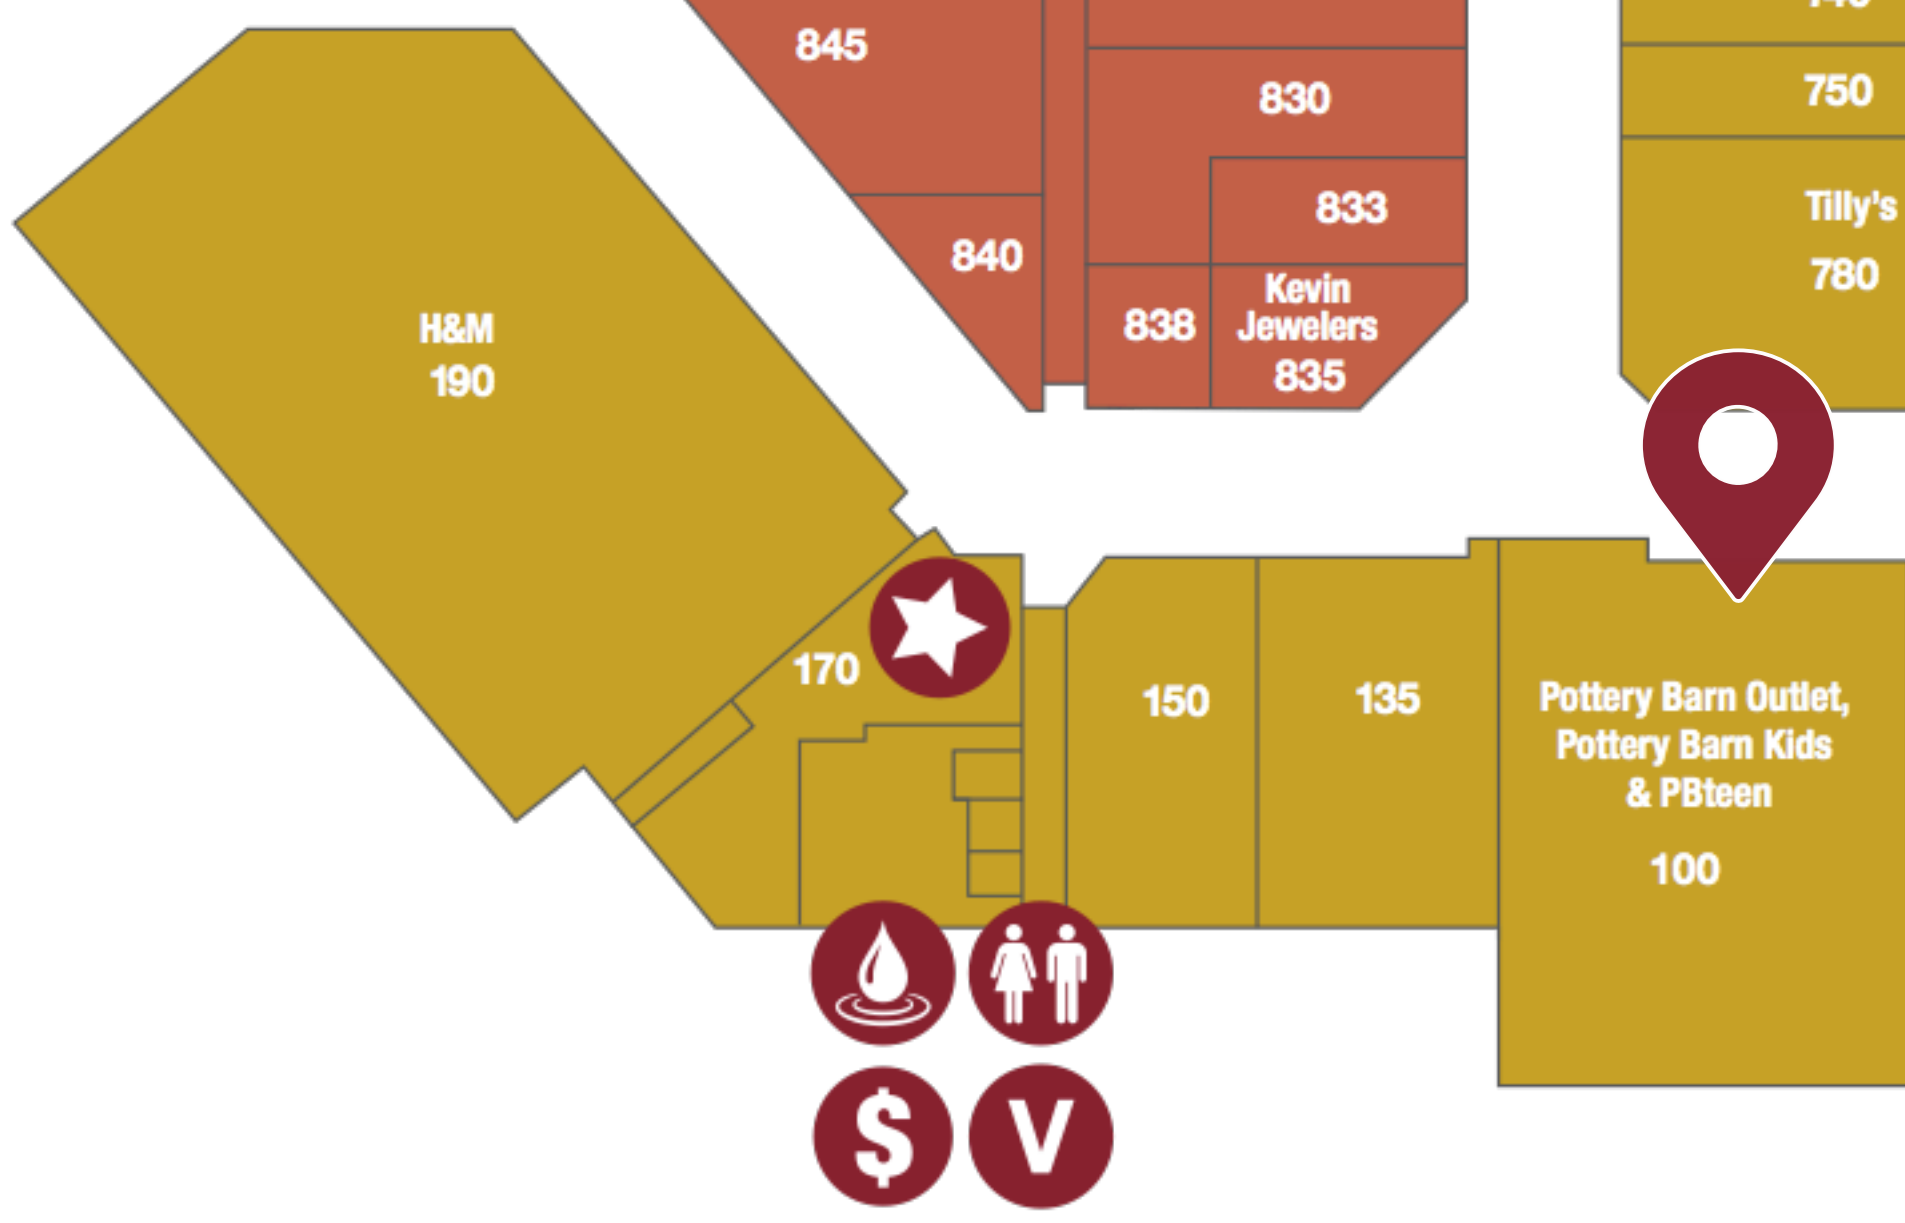 845
830
750
833
Tilly's
780
840
Kevin
Jewelers
835
838
H&M
190
170
150
135
Pottery Barn Outlet,
Pottery Barn Kids
& PBteen
100
$
V